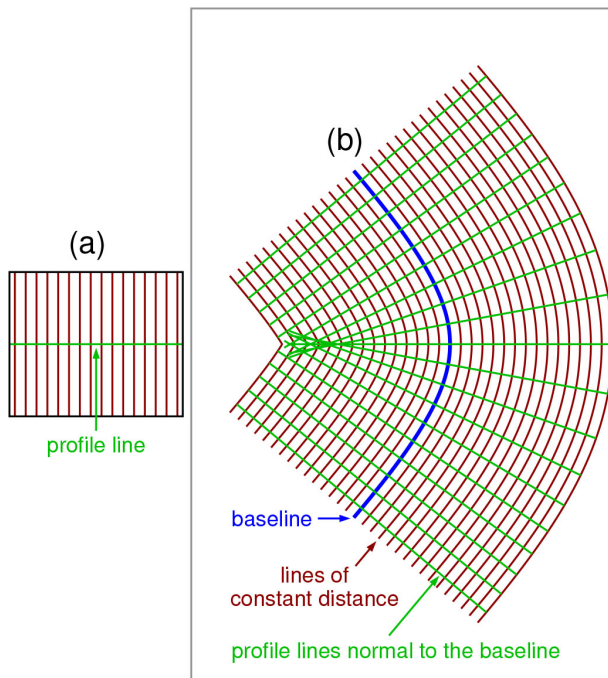 (a)
profile line
(b)
baseline
lines of
constant distance
profile lines normal to the baseline